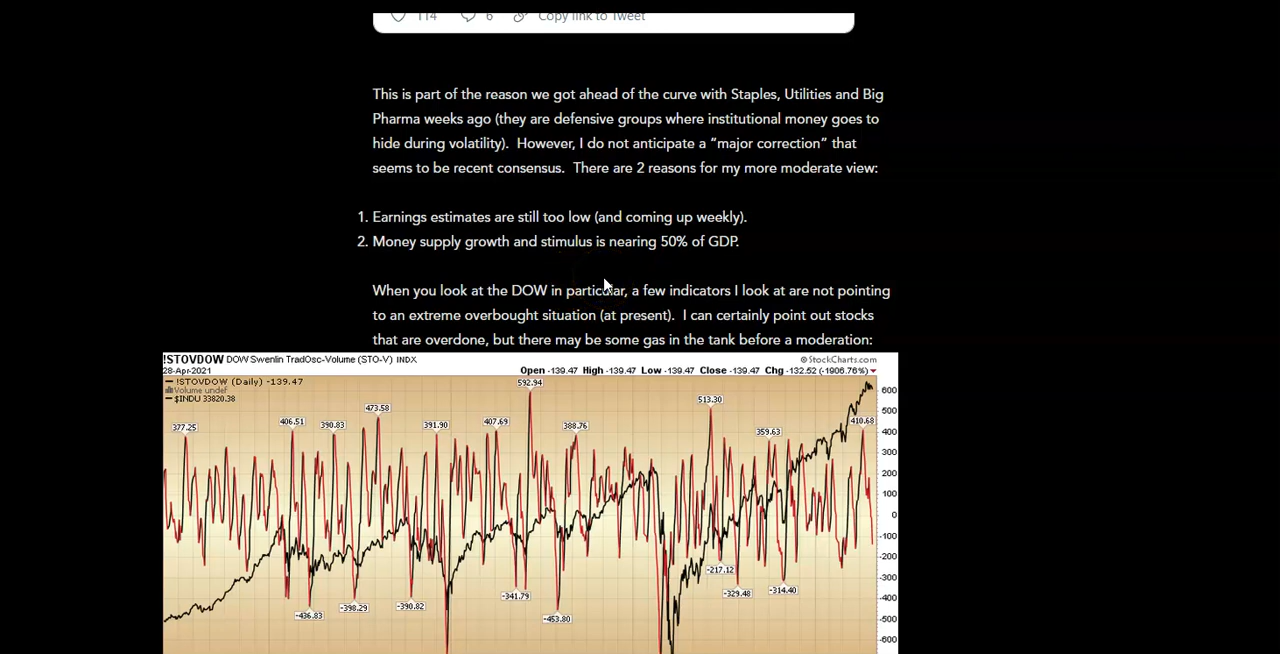 114 6 Copy link to Tweet
This is part of the reason we got ahead of the curve with Staples, Utilities and Big
Pharma weeks ago (they are defensive groups where institutional money goes to
hide during volatility).  However, I do not anticipate a “major correction” that
seems to be recent consensus.  There are 2 reasons for my more moderate view:
1. Earnings estimates are still too low (and coming up weekly).
2. Money supply growth and stimulus is nearing 50% of GDP.
When you look at the DOW in particular, a few indicators I look at are not pointing
to an extreme overbought situation (at present).  I can certainly point out stocks
that are overdone, but there may be some gas in the tank before a moderation:
!STOVDOW DOW Swenlin TradOsc-Volume (STO-V) INDX © StockCharts.com
28-Apr-2021 Open -139.47 High -139.47 Low -139.47 Close -139.47 Chg -132.52 (-1906.76%)
!STOVDOW (Daily) -139.47
Volume undef
$INDU 33820.38
592.94
600
513.30
500
473.58
406.51
407.69
410.68
377.25
390.83
391.90
388.76
359.63
400
300
200
100
0
-100
-200
-217.12
-300
-329.48
-314.40
-341.79
-398.29
-390.82
-400
-436.83
-453.80
-500
-600